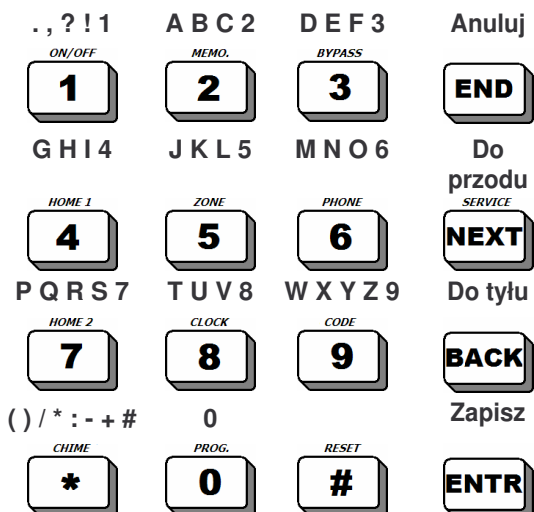 . , ? ! 1 A B C 2 D E F 3 Anuluj
ON/OFF MEMO. BYPASS
1 2 3 END
G H I 4 J K L 5 M N O 6 Do
przodu
HOME 1 ZONE PHONE SERVICE
4 5 6 NEXT
P Q R S 7 T U V 8 W X Y Z 9 Do tyłu
HOME 2 CLOCK CODE
7 8 9 BACK
( ) / * : - + # 0 Zapisz
CHIME PROG. RESET
* 0 # ENTR